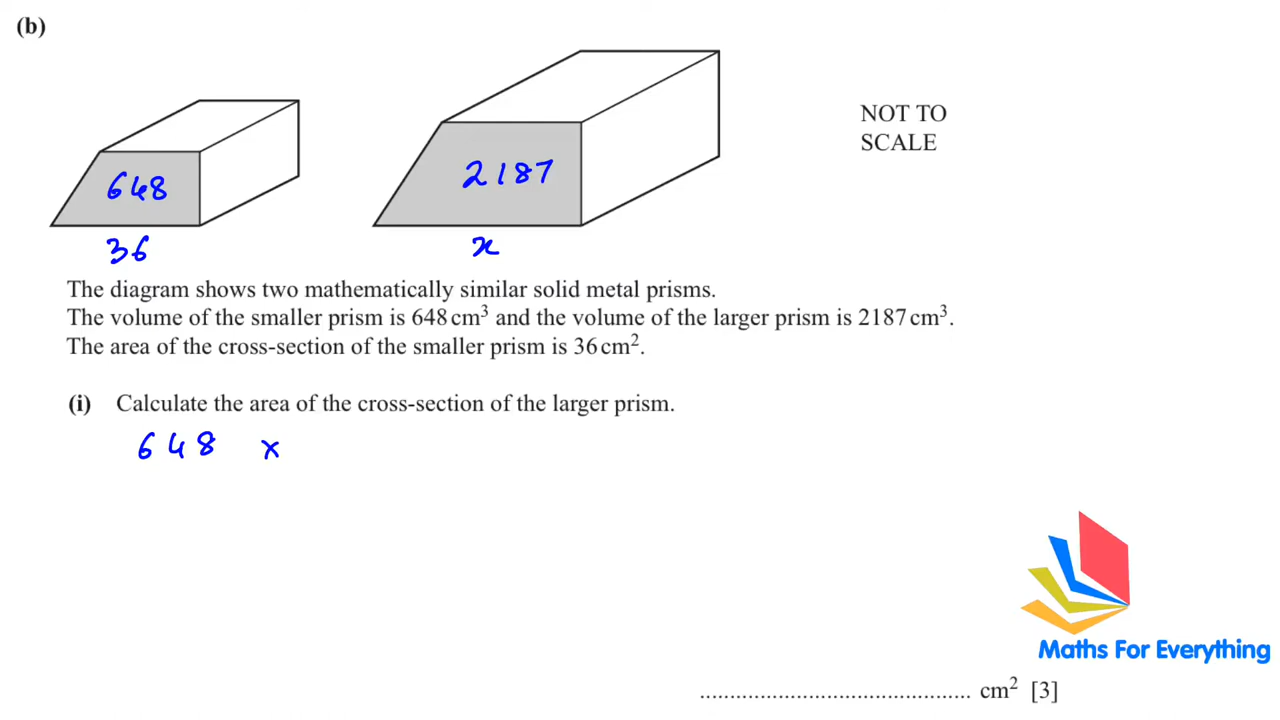 (b)
NOT TO
SCALE
648
2187
36
x
The diagram shows two mathematically similar solid metal prisms.
The volume of the smaller prism is 648 cm³ and the volume of the larger prism is 2187 cm³.
The area of the cross-section of the smaller prism is 36 cm².
(i) Calculate the area of the cross-section of the larger prism.
648 x
Maths For Everything
............................................. cm² [3]